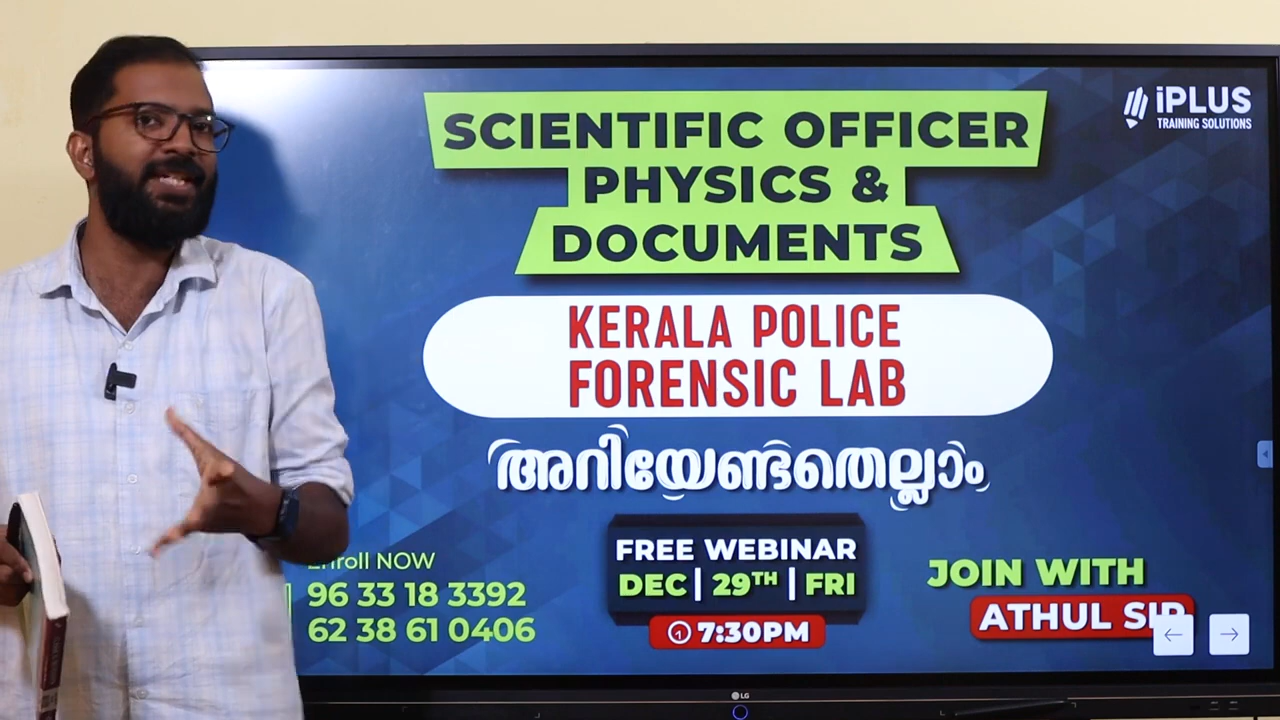 iPLUS
TRAINING SOLUTIONS
SCIENTIFIC OFFICER
PHYSICS &
DOCUMENTS
KERALA POLICE
FORENSIC LAB
അറിയേണ്ടതെല്ലാം
Enroll NOW
96 33 18 3392
62 38 61 0406
FREE WEBINAR
DEC | 29TH | FRI
7:30PM
JOIN WITH
ATHUL SIR
LG